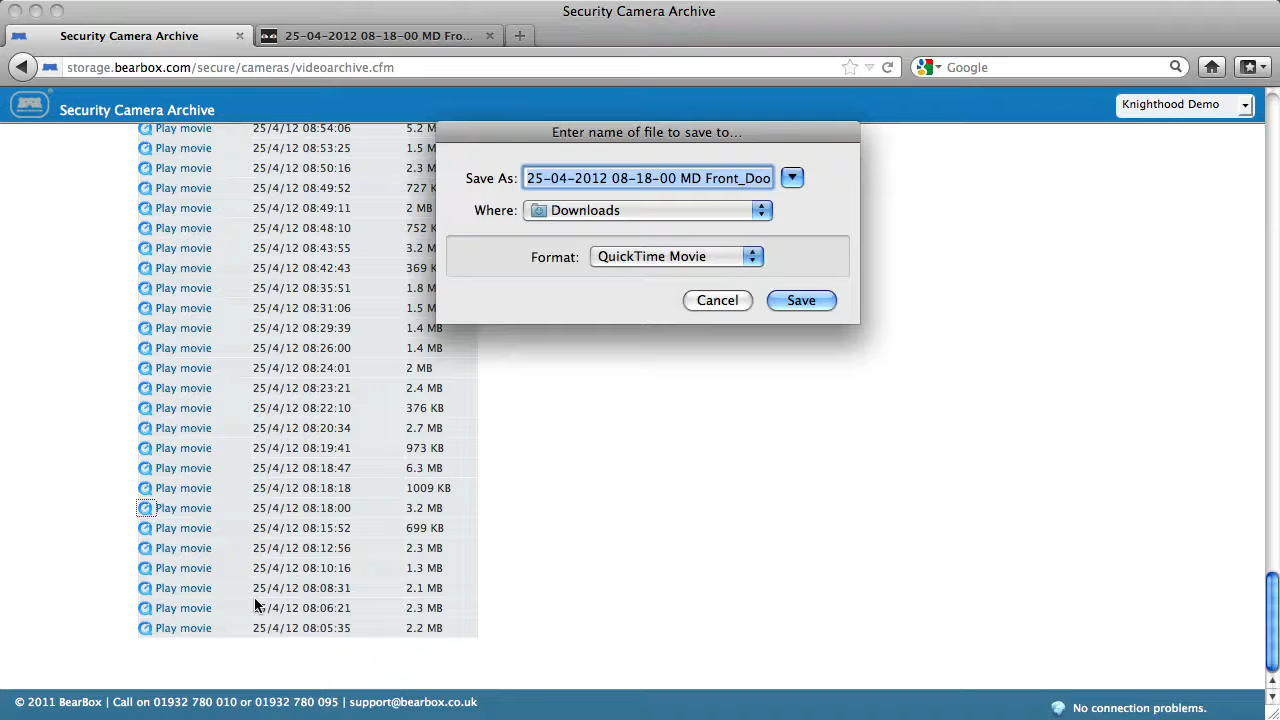 Security Camera Archive
Security Camera Archive
25-04-2012 08-18-00 MD Fro...
storage.bearbox.com/secure/cameras/videoarchive.cfm
Google
Security Camera Archive
Knighthood Demo
Enter name of file to save to...
Save As: 25-04-2012 08-18-00 MD Front_Doo
Where: Downloads
Format: QuickTime Movie
Cancel Save
Play movie 25/4/12 08:54:06 5.2 M
Play movie 25/4/12 08:53:25 1.5 M
Play movie 25/4/12 08:50:16 2.3 M
Play movie 25/4/12 08:49:52 727 K
Play movie 25/4/12 08:49:11 2 MB
Play movie 25/4/12 08:48:10 752 K
Play movie 25/4/12 08:43:55 3.2 M
Play movie 25/4/12 08:42:43 369 K
Play movie 25/4/12 08:35:51 1.8 M
Play movie 25/4/12 08:31:06 1.5 M
Play movie 25/4/12 08:29:39 1.4 MB
Play movie 25/4/12 08:26:00 1.4 MB
Play movie 25/4/12 08:24:01 2 MB
Play movie 25/4/12 08:23:21 2.4 MB
Play movie 25/4/12 08:22:10 376 KB
Play movie 25/4/12 08:20:34 2.7 MB
Play movie 25/4/12 08:19:41 973 KB
Play movie 25/4/12 08:18:47 6.3 MB
Play movie 25/4/12 08:18:18 1009 KB
Play movie 25/4/12 08:18:00 3.2 MB
Play movie 25/4/12 08:15:52 699 KB
Play movie 25/4/12 08:12:56 2.3 MB
Play movie 25/4/12 08:10:16 1.3 MB
Play movie 25/4/12 08:08:31 2.1 MB
Play movie 25/4/12 08:06:21 2.3 MB
Play movie 25/4/12 08:05:35 2.2 MB
© 2011 BearBox | Call on 01932 780 010 or 01932 780 095 | support@bearbox.co.uk
No connection problems.